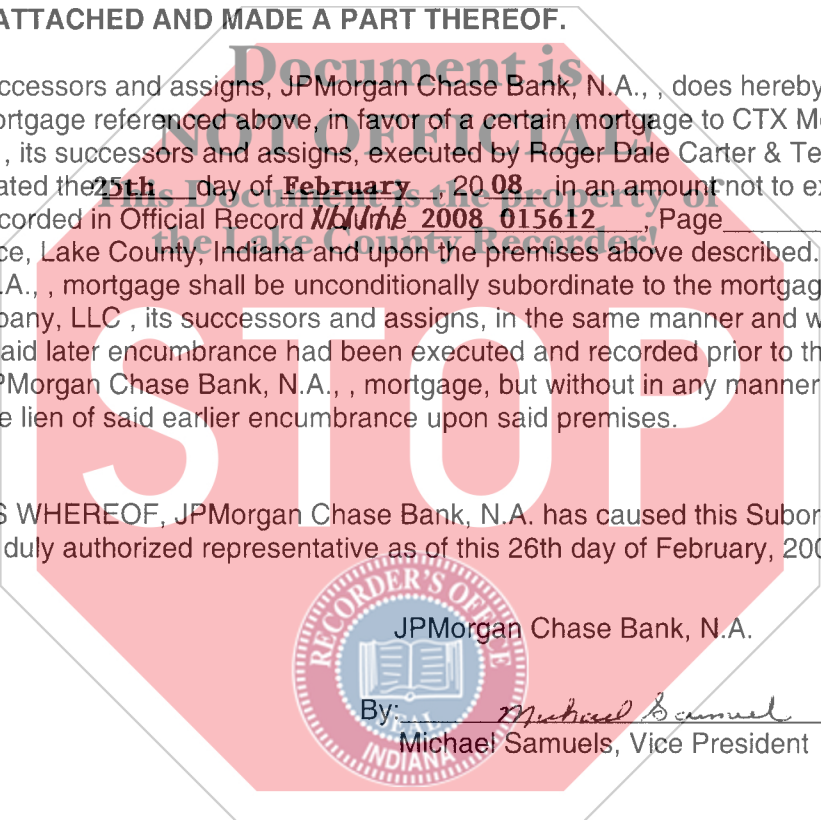 ATTACHED AND MADE A PART THEREOF.
Document is
ccessors and assigns, JPMorgan Chase Bank, N.A., , does hereby
ortgage referenced above, in favor of a certain mortgage to CTX M
NOT OFFICIAL!
, its successors and assigns, executed by Roger Dale Carter & Te
ated the 25th day of February , 20 08 in an amount not to ex
This Document is the property of
corded in Official Record Volume 2008 015612 , Page
the Lake County Recorder!
ce, Lake County, Indiana and upon the premises above described.
.A., , mortgage shall be unconditionally subordinate to the mortgag
pany, LLC , its successors and assigns, in the same manner and w
aid later encumbrance had been executed and recorded prior to th
PMorgan Chase Bank, N.A., , mortgage, but without in any manner
e lien of said earlier encumbrance upon said premises.
STOP
S WHEREOF, JPMorgan Chase Bank, N.A. has caused this Subor
duly authorized representative as of this 26th day of February, 200
RECORDER'S OFFICE
SEAL
INDIANA
JPMorgan Chase Bank, N.A.
By: Michael Samuel
Michael Samuels, Vice President